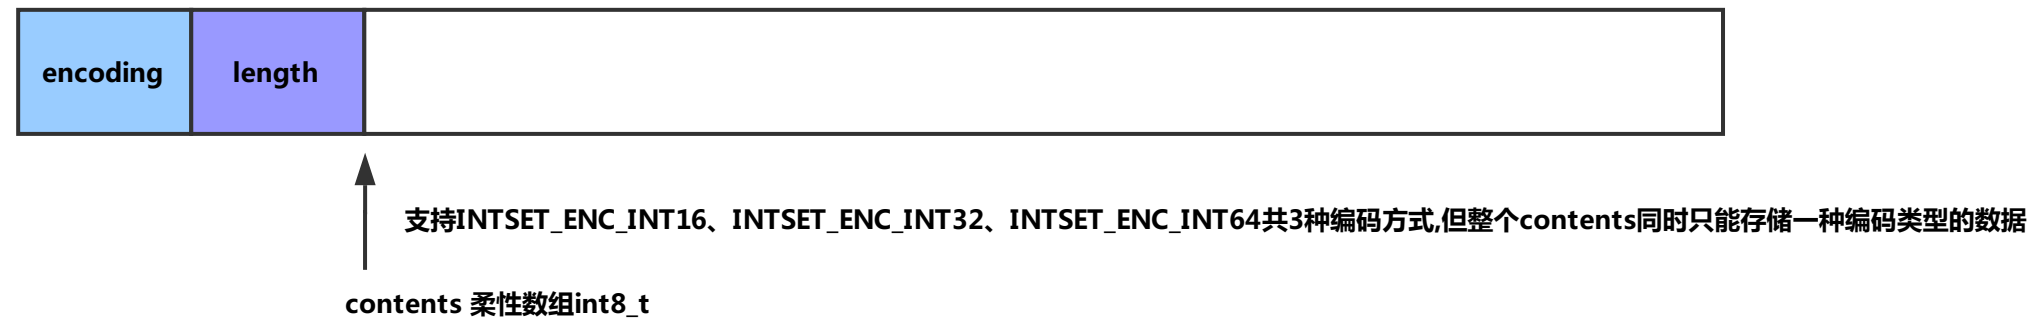 encoding length
支持INTSET_ENC_INT16、INTSET_ENC_INT32、INTSET_ENC_INT64共3种编码方式,但整个contents同时只能存储一种编码类型的数据
contents 柔性数组int8_t